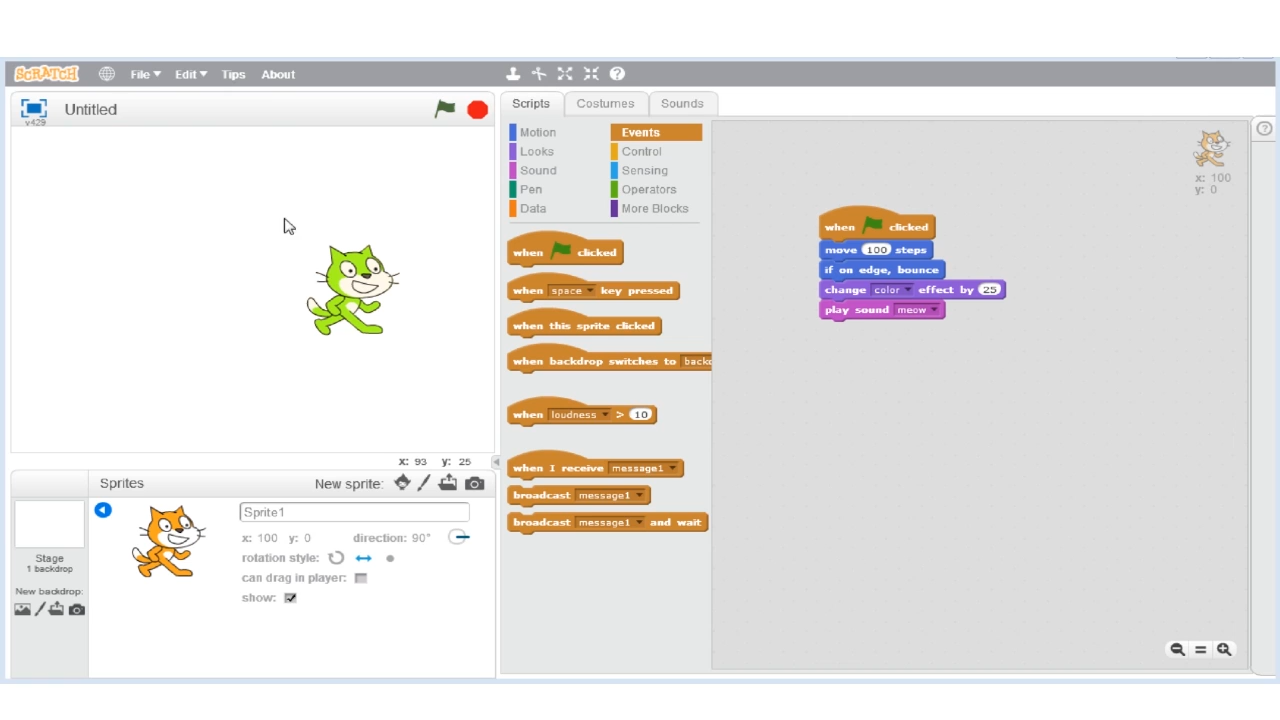 SCRATCH File Edit Tips About
v429 Untitled
Scripts Costumes Sounds
Motion Events
Looks Control
Sound Sensing
Pen Operators
Data More Blocks
when clicked
when space key pressed
when this sprite clicked
when backdrop switches to
when loudness > 10
when I receive message1
broadcast message1
broadcast message1 and wait
when clicked
move 100 steps
if on edge, bounce
change color effect by 25
play sound meow
x: 100
y: 0
x: 93 y: 25
Sprites New sprite:
Stage
1 backdrop
New backdrop:
Sprite1
x: 100 y: 0 direction: 90°
rotation style:
can drag in player:
show: